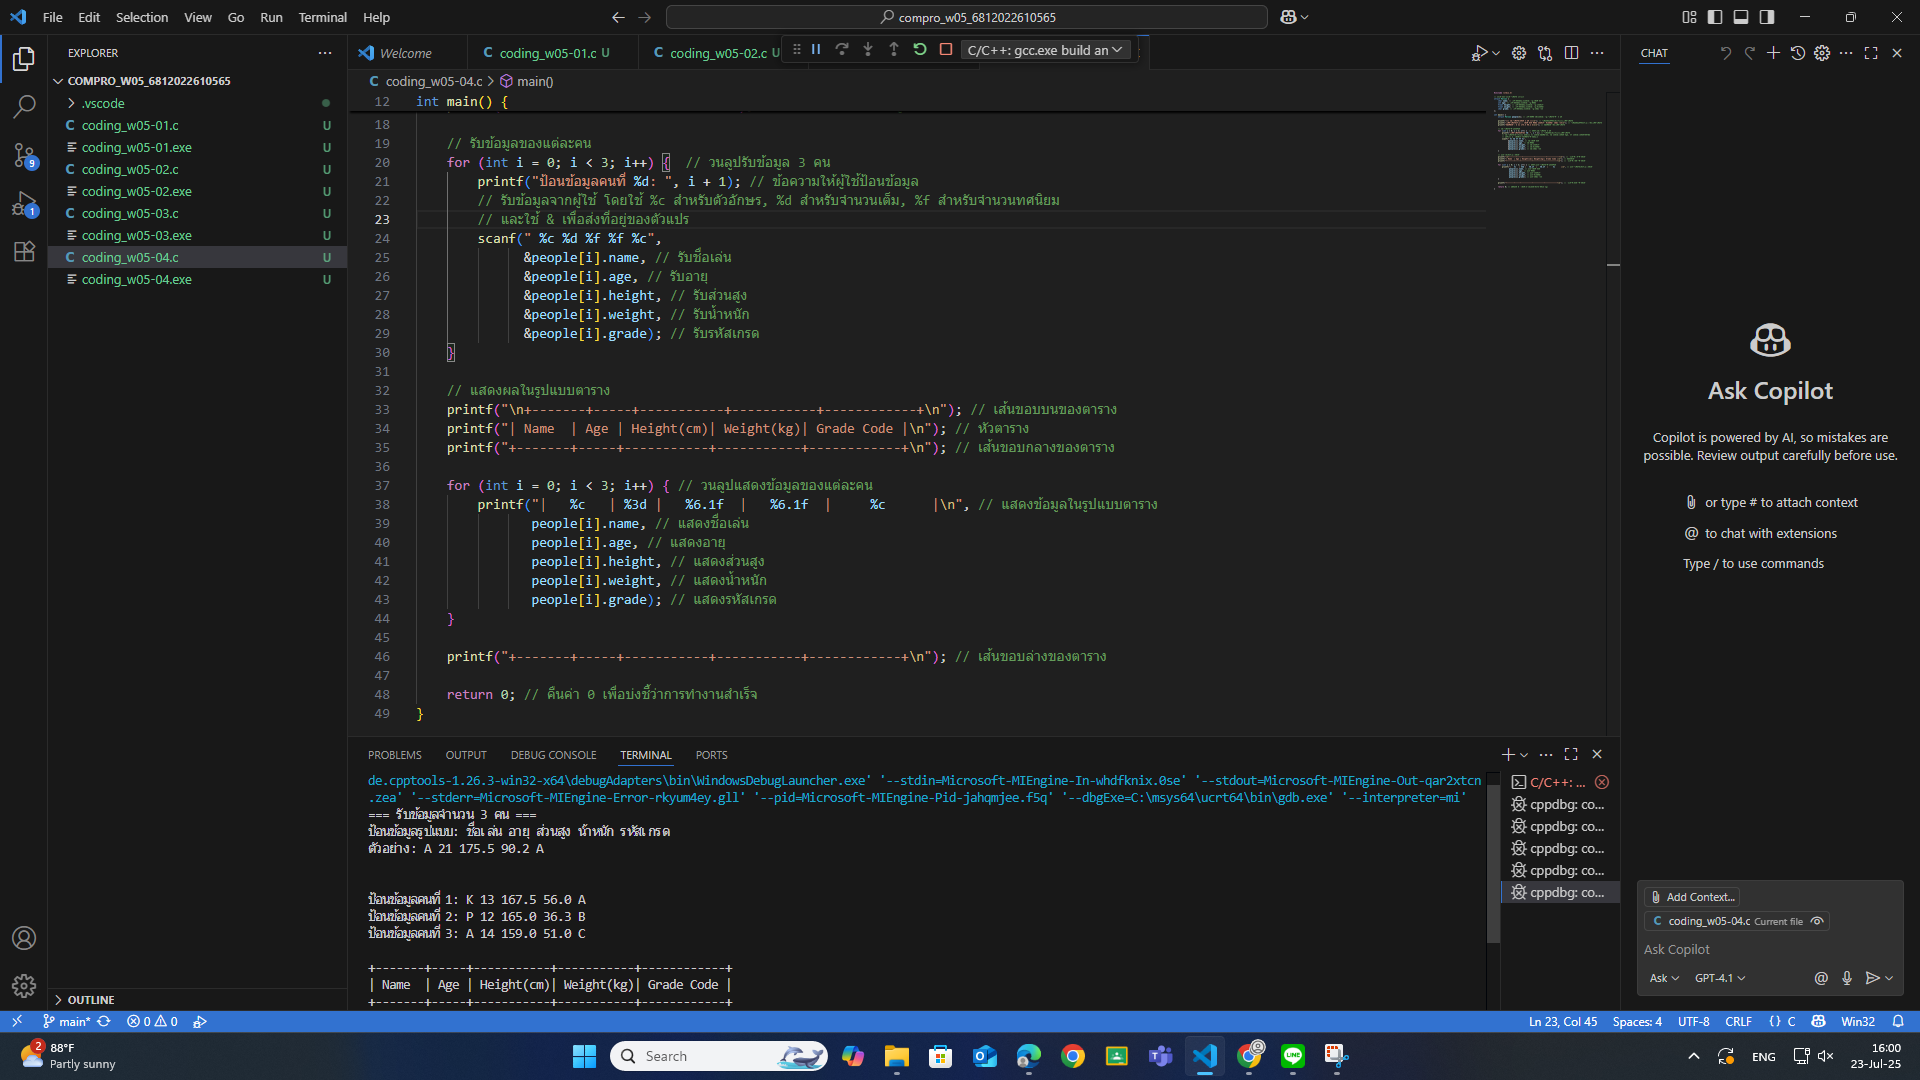 File Edit Selection View Go Run Terminal Help
compro_w05_6812022610565
EXPLORER
COMPRO_W05_6812022610565
.vscode
coding_w05-01.c U
coding_w05-01.exe U
coding_w05-02.c U
coding_w05-02.exe U
coding_w05-03.c U
coding_w05-03.exe U
coding_w05-04.c U
coding_w05-04.exe U
9
1
OUTLINE
Welcome
coding_w05-01.c U
coding_w05-02.c U
C/C++: gcc.exe build an
coding_w05-04.c > main()
12 int main() {
18
19 // รับข้อมูลของแต่ละคน
20 for (int i = 0; i < 3; i++) { // วนลูปรับข้อมูล 3 คน
21 printf("ป้อนข้อมูลคนที่ %d: ", i + 1); // ข้อความให้ผู้ใช้ป้อนข้อมูล
22 // รับข้อมูลจากผู้ใช้ โดยใช้ %c สำหรับตัวอักษร, %d สำหรับจำนวนเต็ม, %f สำหรับจำนวนทศนิยม
23 // และใช้ & เพื่อส่งที่อยู่ของตัวแปร
24 scanf(" %c %d %f %f %c",
25 &people[i].name, // รับชื่อเล่น
26 &people[i].age, // รับอายุ
27 &people[i].height, // รับส่วนสูง
28 &people[i].weight, // รับน้ำหนัก
29 &people[i].grade); // รับรหัสเกรด
30 }
31
32 // แสดงผลในรูปแบบตาราง
33 printf("\n+-------+-----+-----------+-----------+------------+\n"); // เส้นขอบบนของตาราง
34 printf("| Name  | Age | Height(cm)| Weight(kg)| Grade Code |\n"); // หัวตาราง
35 printf("+-------+-----+-----------+-----------+------------+\n"); // เส้นขอบกลางของตาราง
36
37 for (int i = 0; i < 3; i++) { // วนลูปแสดงข้อมูลของแต่ละคน
38 printf("|   %c   | %3d |   %6.1f  |   %6.1f  |     %c      |\n", // แสดงข้อมูลในรูปแบบตาราง
39 people[i].name, // แสดงชื่อเล่น
40 people[i].age, // แสดงอายุ
41 people[i].height, // แสดงส่วนสูง
42 people[i].weight, // แสดงน้ำหนัก
43 people[i].grade); // แสดงรหัสเกรด
44 }
45
46 printf("+-------+-----+-----------+-----------+------------+\n"); // เส้นขอบล่างของตาราง
47
48 return 0; // คืนค่า 0 เพื่อบ่งชี้ว่าการทำงานสำเร็จ
49 }
PROBLEMS OUTPUT DEBUG CONSOLE TERMINAL PORTS
de.cpptools-1.26.3-win32-x64\debugAdapters\bin\WindowsDebugLauncher.exe' '--stdin=Microsoft-MIEngine-In-whdfknix.0se' '--stdout=Microsoft-MIEngine-Out-qar2xtcn
.zea' '--stderr=Microsoft-MIEngine-Error-rkyum4ey.gll' '--pid=Microsoft-MIEngine-Pid-jahqmjee.f5q' '--dbgExe=C:\msys64\ucrt64\bin\gdb.exe' '--interpreter=mi'
=== รับข้อมูลจำนวน 3 คน ===
ป้อนข้อมูลรูปแบบ: ชื่อเล่น อายุ ส่วนสูง น้ำหนัก รหัสเกรด
ตัวอย่าง: A 21 175.5 90.2 A
ป้อนข้อมูลคนที่ 1: K 13 167.5 56.0 A
ป้อนข้อมูลคนที่ 2: P 12 165.0 36.3 B
ป้อนข้อมูลคนที่ 3: A 14 159.0 51.0 C
+-------+-----+-----------+-----------+------------+
| Name  | Age | Height(cm)| Weight(kg)| Grade Code |
+-------+-----+-----------+-----------+------------+
C/C++: ...
cppdbg: co...
cppdbg: co...
cppdbg: co...
cppdbg: co...
cppdbg: co...
CHAT
Ask Copilot
Copilot is powered by AI, so mistakes are
possible. Review output carefully before use.
or type # to attach context
@ to chat with extensions
Type / to use commands
Add Context...
coding_w05-04.c Current file
Ask Copilot
Ask GPT-4.1
main* 0 0
Ln 23, Col 45 Spaces: 4 UTF-8 CRLF {} C Win32
2
88°F
Partly sunny
Search
ENG
16:00
23-Jul-25